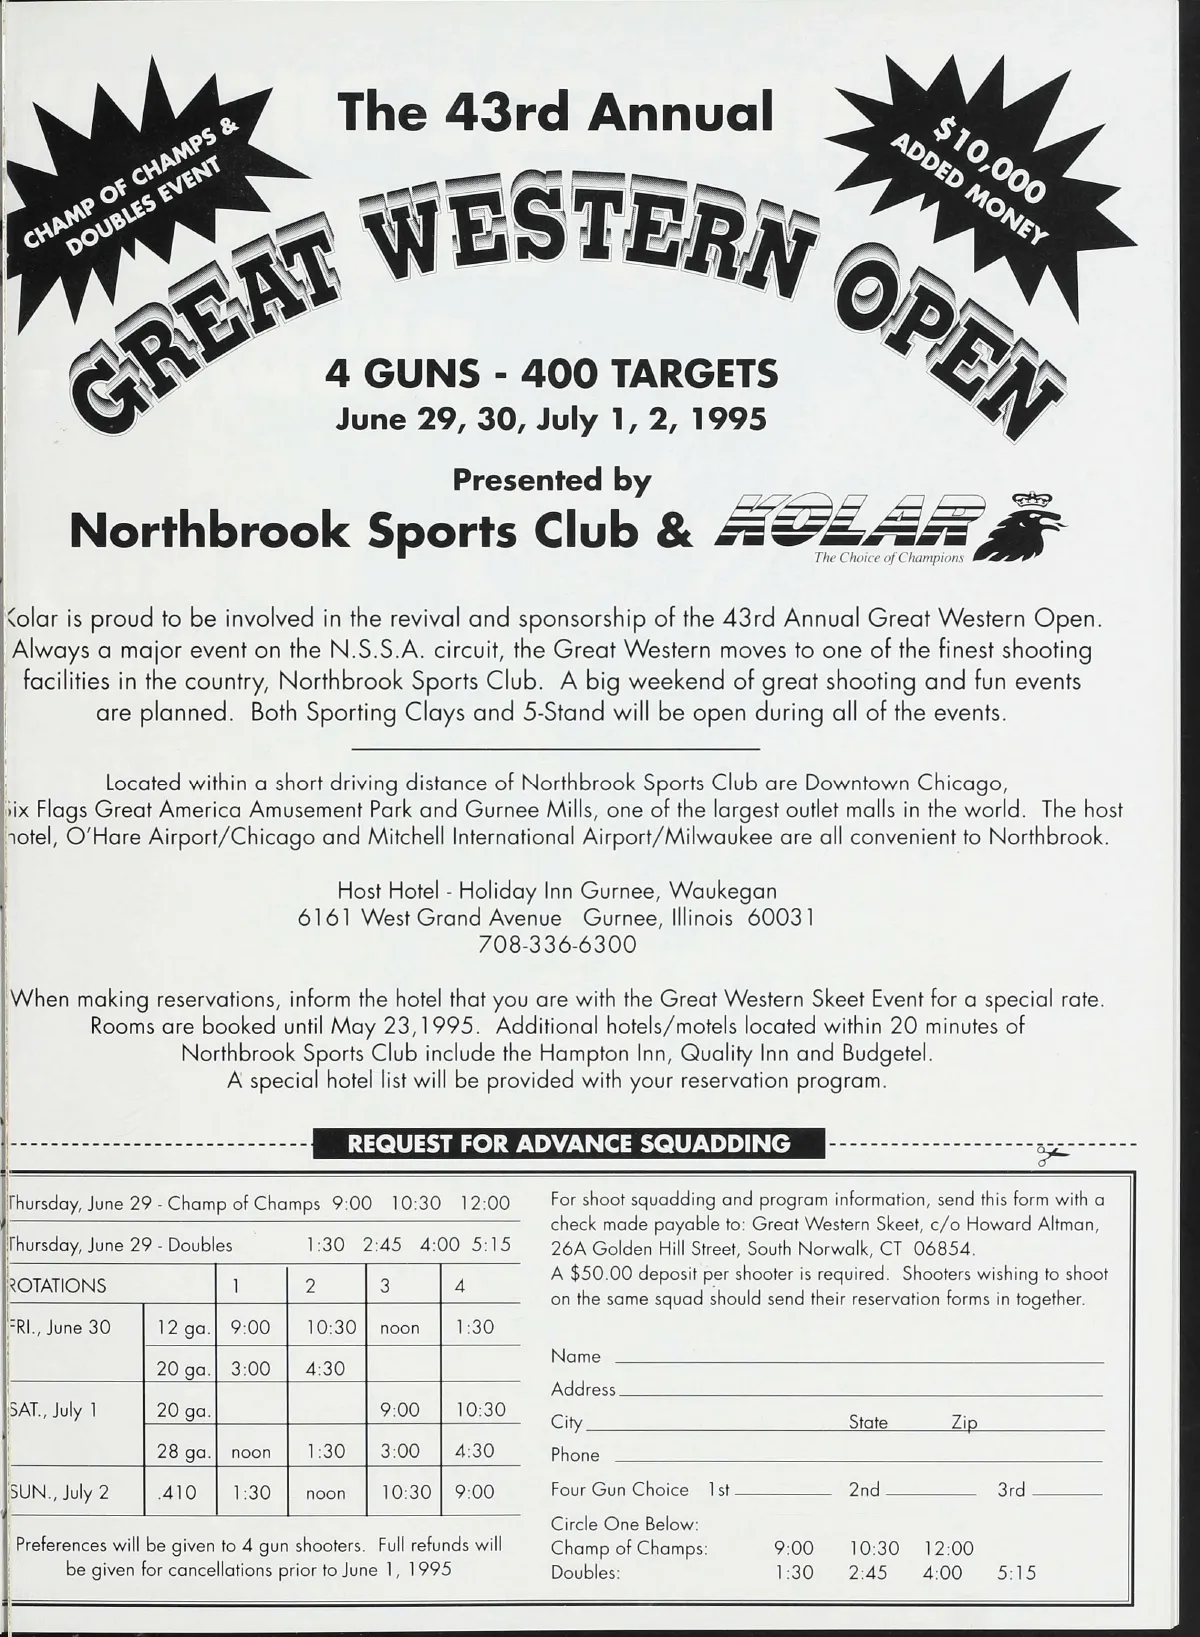 CHAMP OF CHAMPS &
DOUBLES EVENT
The 43rd Annual
$10,000
ADDED MONEY
GREAT WESTERN OPEN
4 GUNS - 400 TARGETS
June 29, 30, July 1, 2, 1995
Presented by
Northbrook Sports Club & KOLAR
The Choice of Champions
Kolar is proud to be involved in the revival and sponsorship of the 43rd Annual Great Western Open.
Always a major event on the N.S.S.A. circuit, the Great Western moves to one of the finest shooting
facilities in the country, Northbrook Sports Club. A big weekend of great shooting and fun events
are planned. Both Sporting Clays and 5-Stand will be open during all of the events.
Located within a short driving distance of Northbrook Sports Club are Downtown Chicago,
Six Flags Great America Amusement Park and Gurnee Mills, one of the largest outlet malls in the world. The host
hotel, O'Hare Airport/Chicago and Mitchell International Airport/Milwaukee are all convenient to Northbrook.
Host Hotel - Holiday Inn Gurnee, Waukegan
6161 West Grand Avenue Gurnee, Illinois 60031
708-336-6300
When making reservations, inform the hotel that you are with the Great Western Skeet Event for a special rate.
Rooms are booked until May 23,1995. Additional hotels/motels located within 20 minutes of
Northbrook Sports Club include the Hampton Inn, Quality Inn and Budgetel.
A special hotel list will be provided with your reservation program.
REQUEST FOR ADVANCE SQUADDING
Thursday, June 29 - Champ of Champs 9:00 10:30 12:00
Thursday, June 29 - Doubles 1:30 2:45 4:00 5:15
ROTATIONS 1 2 3 4
FRI., June 30 12 ga. 9:00 10:30 noon 1:30
20 ga. 3:00 4:30
SAT., July 1 20 ga. 9:00 10:30
28 ga. noon 1:30 3:00 4:30
SUN., July 2 .410 1:30 noon 10:30 9:00
Preferences will be given to 4 gun shooters. Full refunds will
be given for cancellations prior to June 1, 1995
For shoot squadding and program information, send this form with a
check made payable to: Great Western Skeet, c/o Howard Altman,
26A Golden Hill Street, South Norwalk, CT 06854.
A $50.00 deposit per shooter is required. Shooters wishing to shoot
on the same squad should send their reservation forms in together.
Name
Address
City State Zip
Phone
Four Gun Choice 1st 2nd 3rd
Circle One Below:
Champ of Champs: 9:00 10:30 12:00
Doubles: 1:30 2:45 4:00 5:15